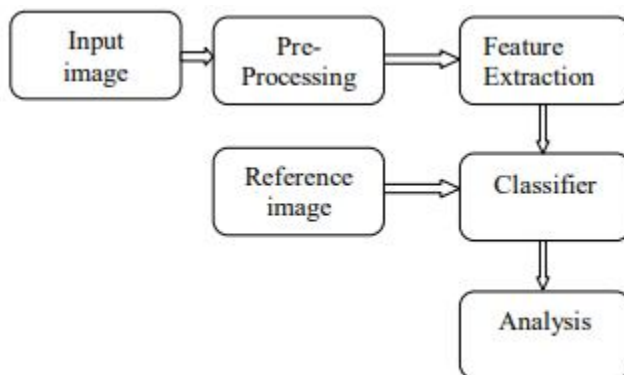 Input
image
Pre-
Processing
Feature
Extraction
Reference
image
Classifier
Analysis